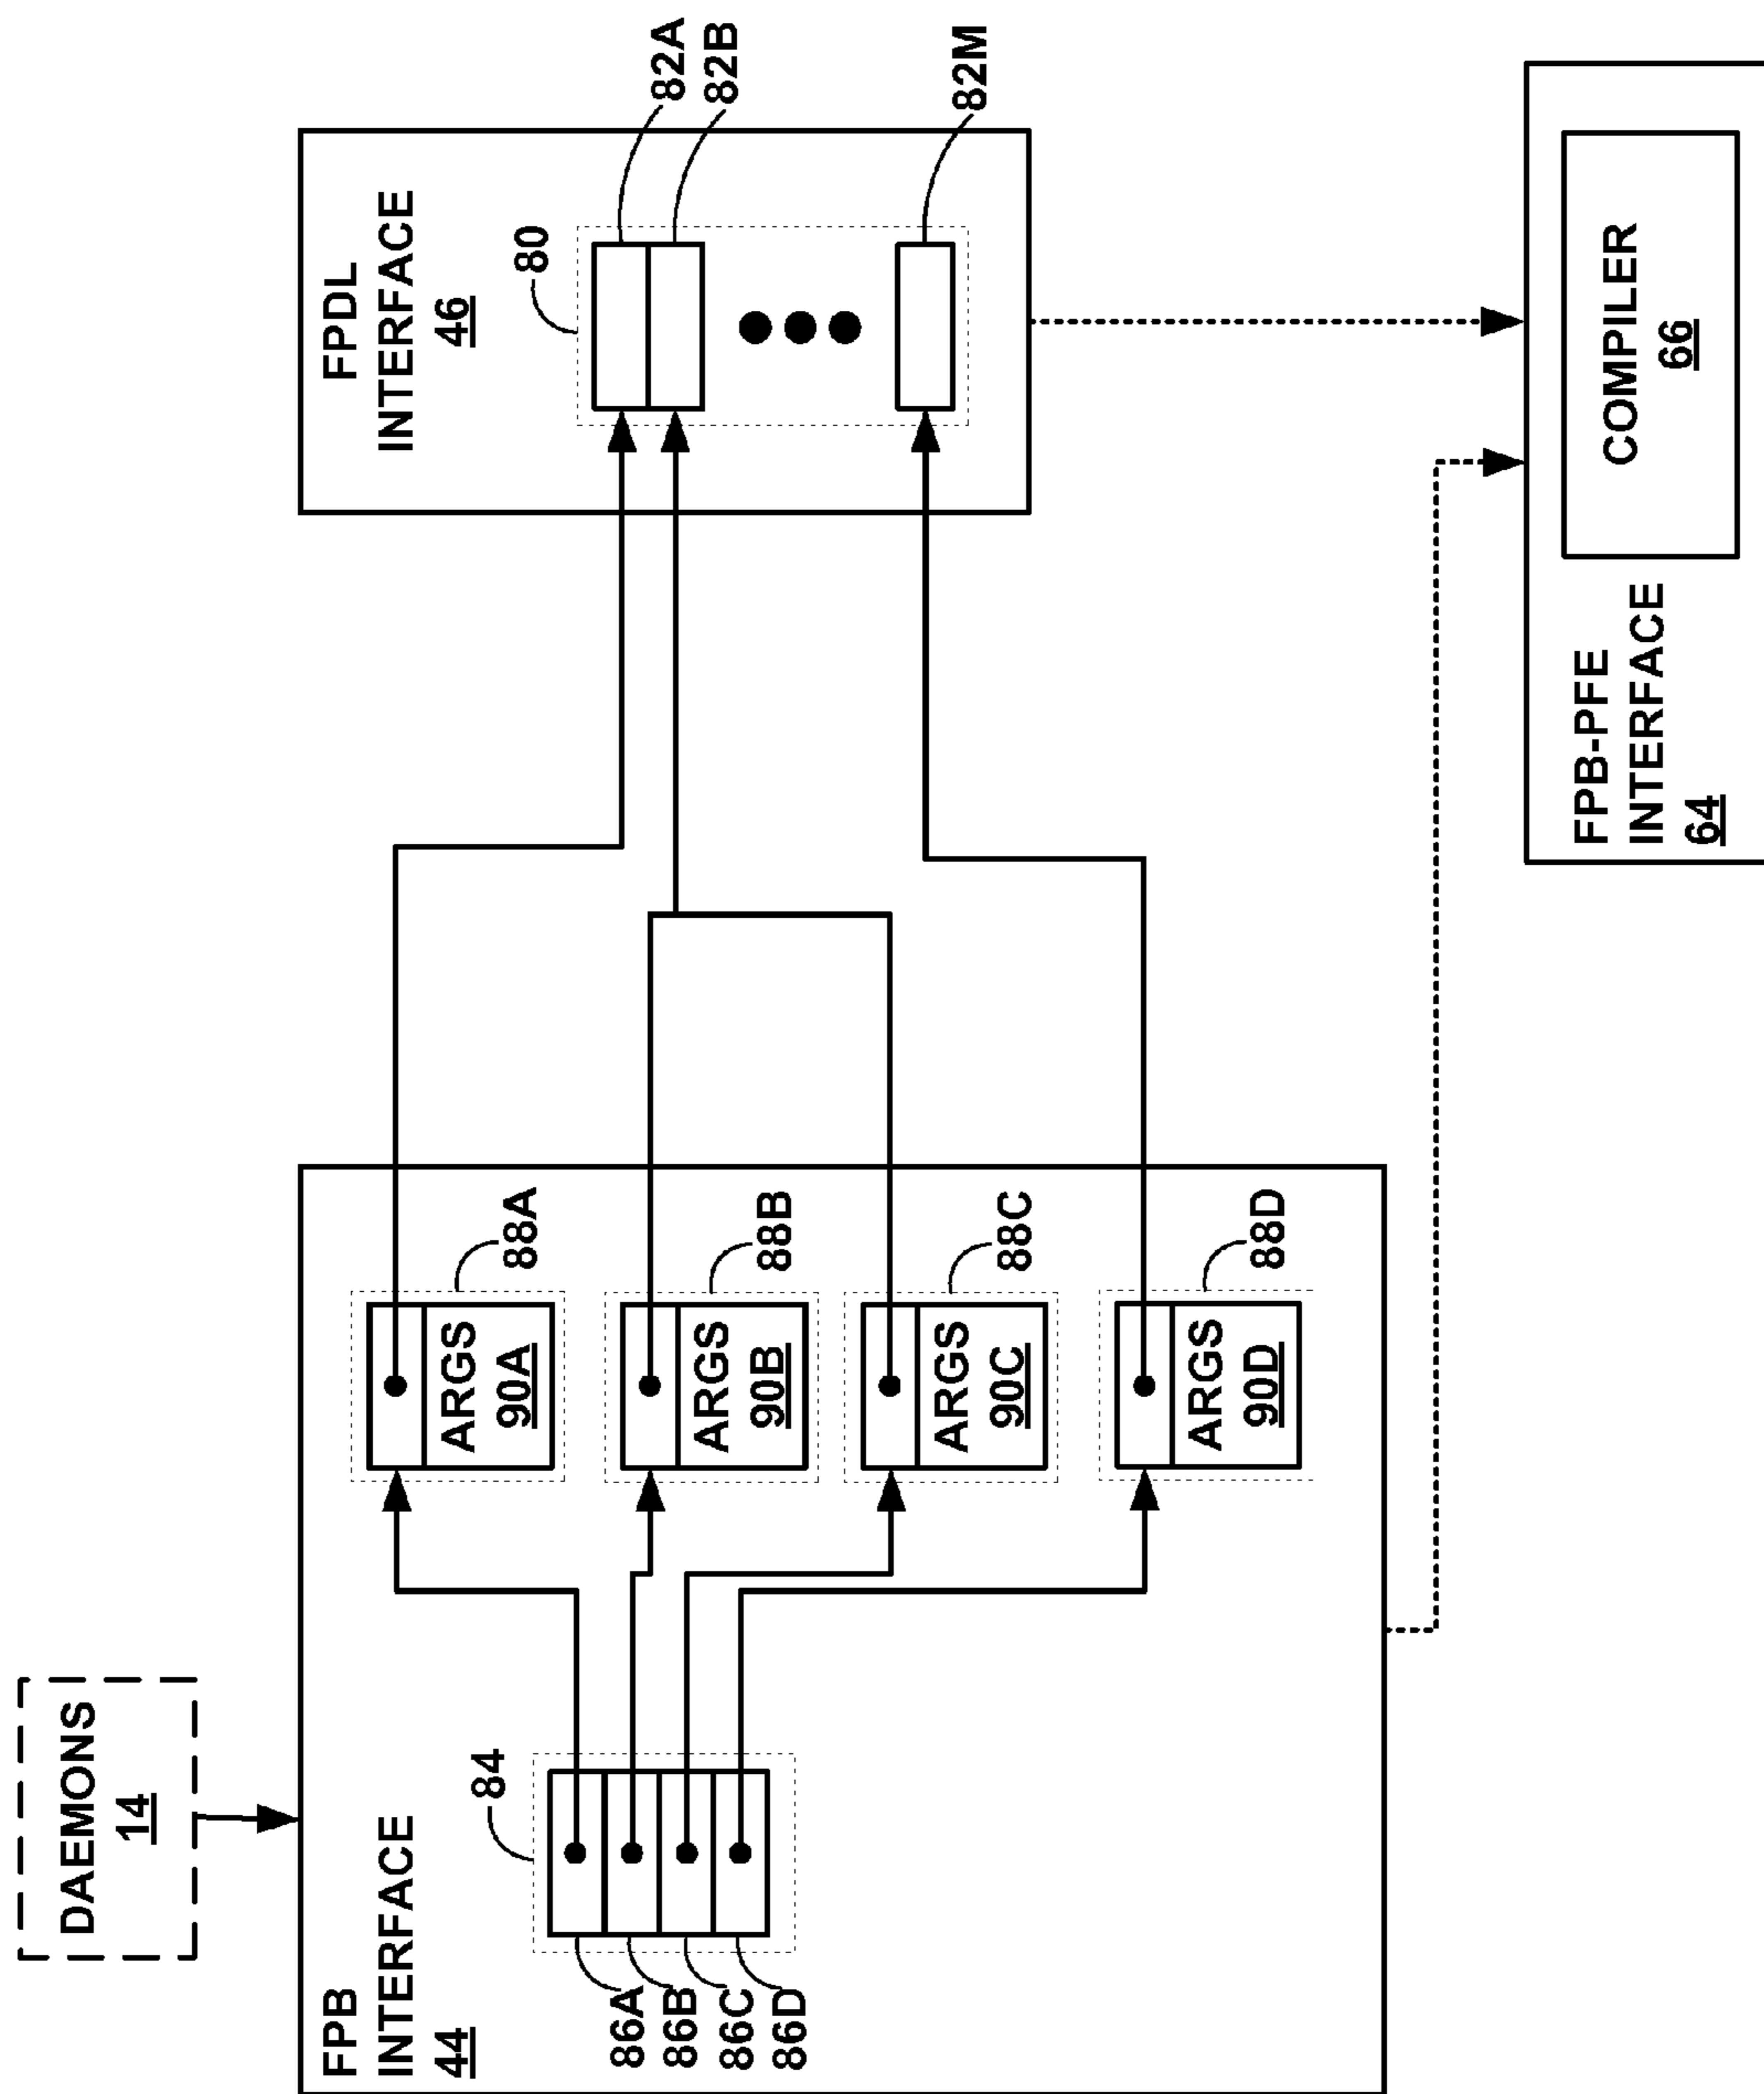 DAEMONS
14
FPB
INTERFACE
44
84
86A
86B
86C
86D
88A
ARGS
90A
88B
ARGS
90B
88C
ARGS
90C
88D
ARGS
90D
FPDL
INTERFACE
46
80
82A
82B
82M
FPB-PFE
INTERFACE
64
COMPILER
66